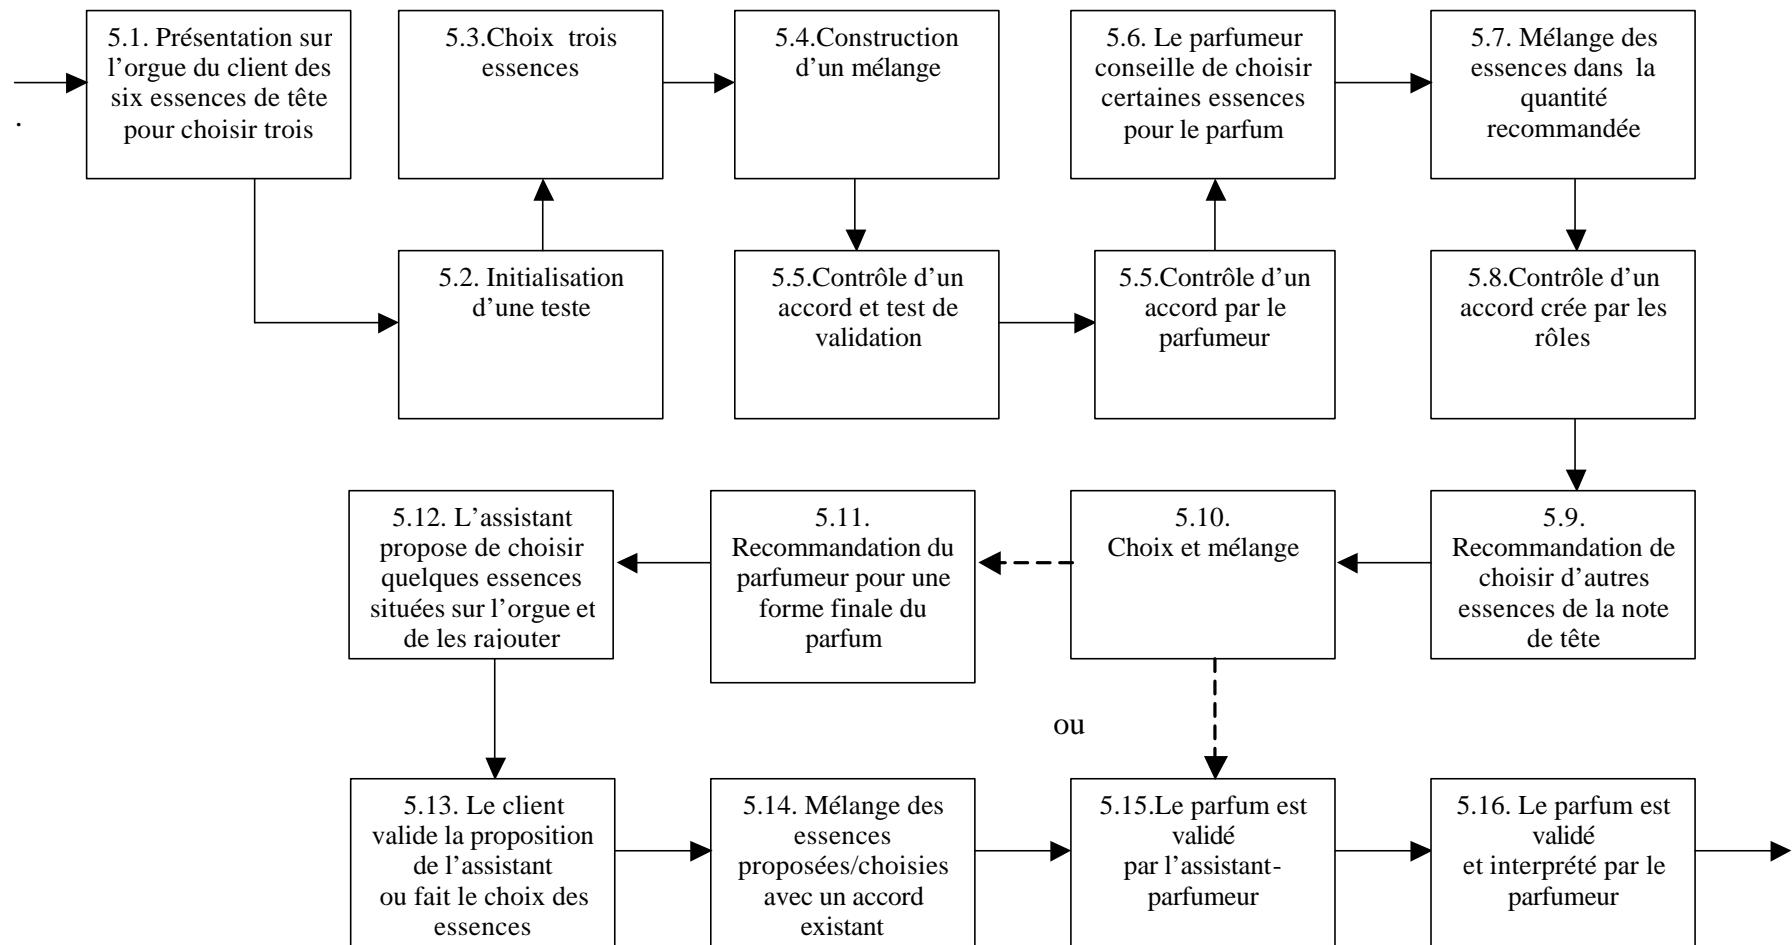 5.1. Présentation sur
l’orgue du client des
six essences de tête
pour choisir trois
.
5.3.Choix trois
essences
5.4.Construction
d’un mélange
5.6. Le parfumeur
conseille de choisir
certaines essences
pour le parfum
5.7. Mélange des
essences dans la
quantité
recommandée
5.2. Initialisation
d’une teste
5.5.Contrôle d’un
accord et test de
validation
5.5.Contrôle d’un
accord par le
parfumeur
5.8.Contrôle d’un
accord crée par les
rôles
5.12. L’assistant
propose de choisir
quelques essences
situées sur l’orgue et
de les rajouter
5.11.
Recommandation du
parfumeur pour une
forme finale du
parfum
5.10.
Choix et mélange
5.9.
Recommandation de
choisir d’autres
essences de la note
de tête
ou
5.13. Le client
valide la proposition
de l’assistant
ou fait le choix des
essences
5.14. Mélange des
essences
proposées/choisies
avec un accord
existant
5.15.Le parfum est
validé
par l’assistant-
parfumeur
5.16. Le parfum est
validé
et interprété par le
parfumeur